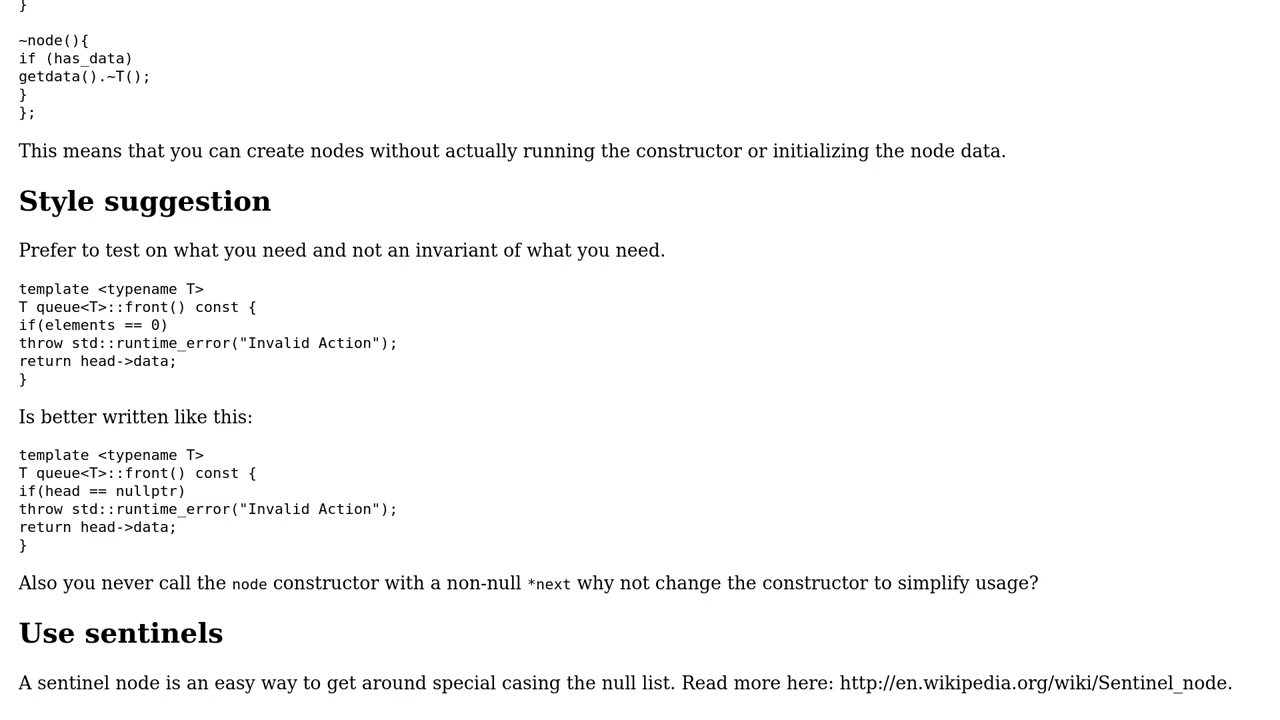 }
~node(){
if (has_data)
getdata().~T();
}
};
This means that you can create nodes without actually running the constructor or initializing the node data.
Style suggestion
Prefer to test on what you need and not an invariant of what you need.
template <typename T>
T queue<T>::front() const {
if(elements == 0)
throw std::runtime_error("Invalid Action");
return head->data;
}
Is better written like this:
template <typename T>
T queue<T>::front() const {
if(head == nullptr)
throw std::runtime_error("Invalid Action");
return head->data;
}
Also you never call the node constructor with a non-null *next why not change the constructor to simplify usage?
Use sentinels
A sentinel node is an easy way to get around special casing the null list. Read more here: http://en.wikipedia.org/wiki/Sentinel_node.